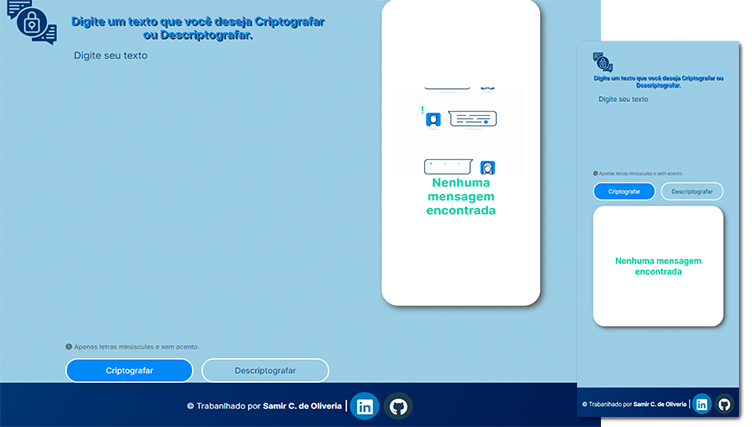 Digite um texto que você deseja Criptografar
ou Descriptografar.
Digite seu texto
!
Nenhuma
mensagem
encontrada
Apenas letras minúsculas e sem acento.
Criptografar
Descriptografar
© Trabanlhado por Samir C. de Oliveria |
in
Digite um texto que você deseja Criptografar ou
Descriptografar.
Digite seu texto
Apenas letras minúsculas e sem acento.
Criptografar
Descriptografar
Nenhuma mensagem
encontrada
© Trabanlhado por Samir C. de Oliveria |
in